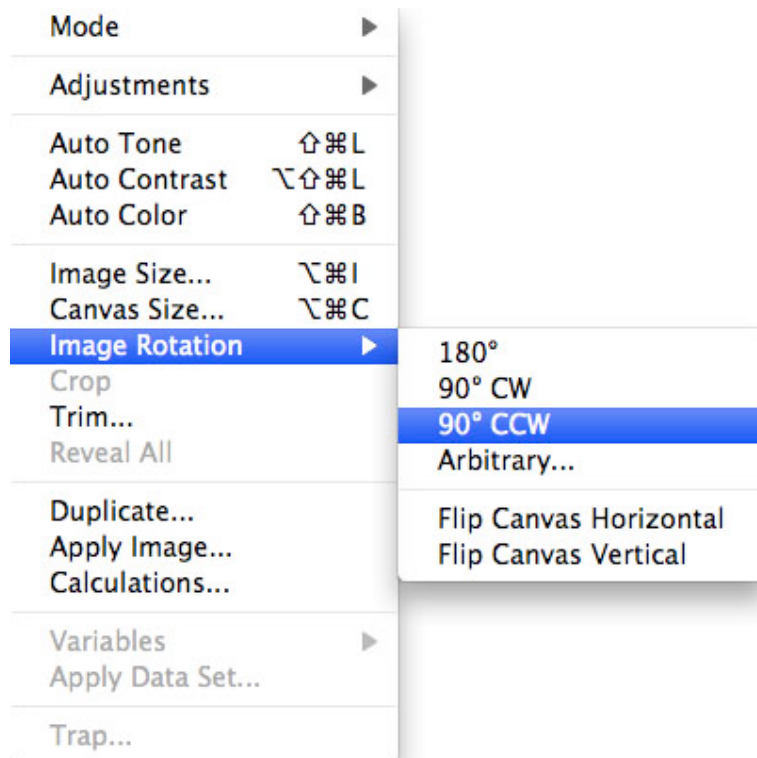 Mode
Adjustments
Auto Tone ⇧⌘L
Auto Contrast ⌥⇧⌘L
Auto Color ⇧⌘B
Image Size... ⌥⌘I
Canvas Size... ⌥⌘C
Image Rotation
Crop
Trim...
Reveal All
Duplicate...
Apply Image...
Calculations...
Variables
Apply Data Set...
Trap...
180°
90° CW
90° CCW
Arbitrary...
Flip Canvas Horizontal
Flip Canvas Vertical